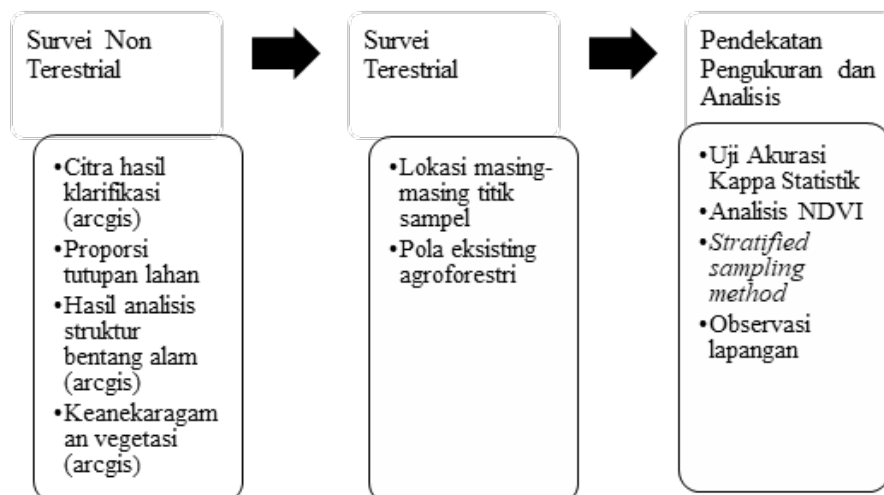 Survei Non
Terestrial
•Citra hasil
klarifikasi
(arcgis)
•Proporsi
tutupan lahan
•Hasil analisis
struktur
bentang alam
(arcgis)
•Keanekaragam
an vegetasi
(arcgis)
Survei
Terestrial
•Lokasi masing-
masing titik
sampel
•Pola eksisting
agroforestri
Pendekatan
Pengukuran dan
Analisis
•Uji Akurasi
Kappa Statistik
•Analisis NDVI
•Stratified
sampling
method
•Observasi
lapangan